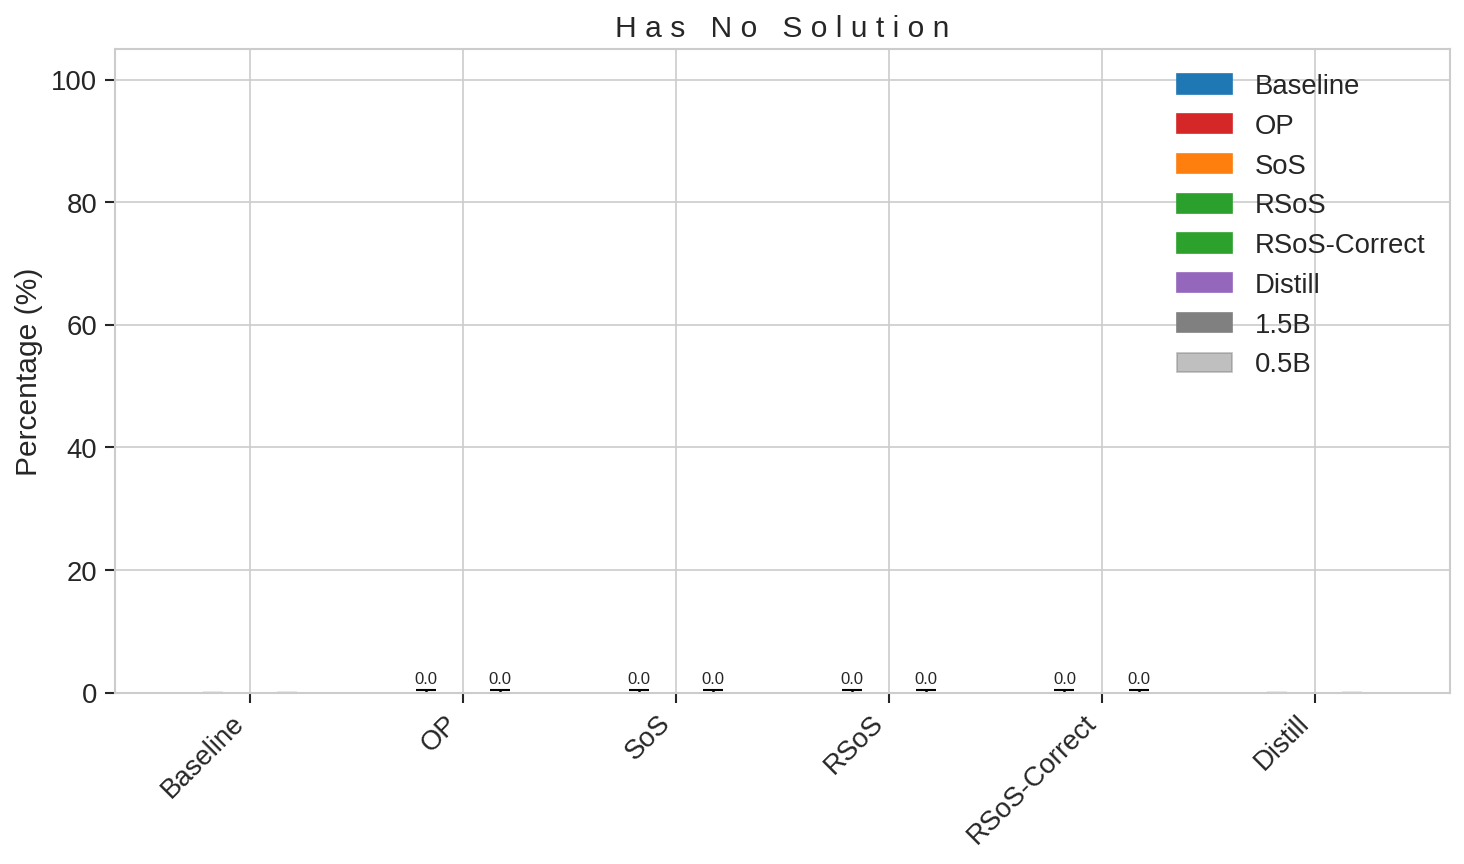 Has No Solution
Percentage (%)
100
80
60
40
20
0
Baseline
OP
SoS
RSoS
RSoS-Correct
Distill
1.5B
0.5B
0.0 0.0 0.0 0.0 0.0 0.0 0.0 0.0
Baseline OP SoS RSoS RSoS-Correct Distill